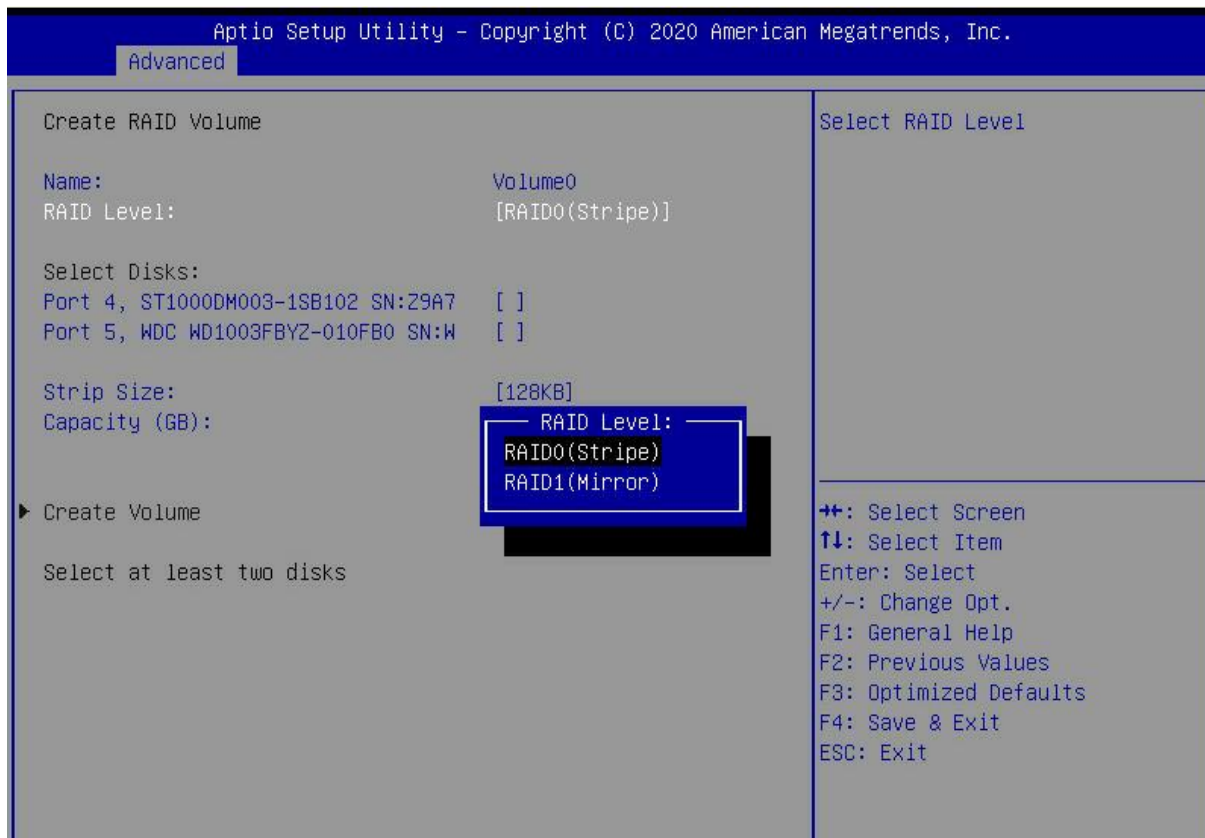 Aptio Setup Utility – Copyright (C) 2020 American Megatrends, Inc.
Advanced
Create RAID Volume
Name: Volume0
RAID Level: [RAID0(Stripe)]
Select Disks:
Port 4, ST1000DM003-1SB102 SN:Z9A7 [ ]
Port 5, WDC WD1003FBYZ-010FB0 SN:W [ ]
Strip Size: [128KB]
Capacity (GB):
RAID Level:
RAID0(Stripe)
RAID1(Mirror)
▶ Create Volume
Select at least two disks
Select RAID Level
→←: Select Screen
↑↓: Select Item
Enter: Select
+/-: Change Opt.
F1: General Help
F2: Previous Values
F3: Optimized Defaults
F4: Save & Exit
ESC: Exit